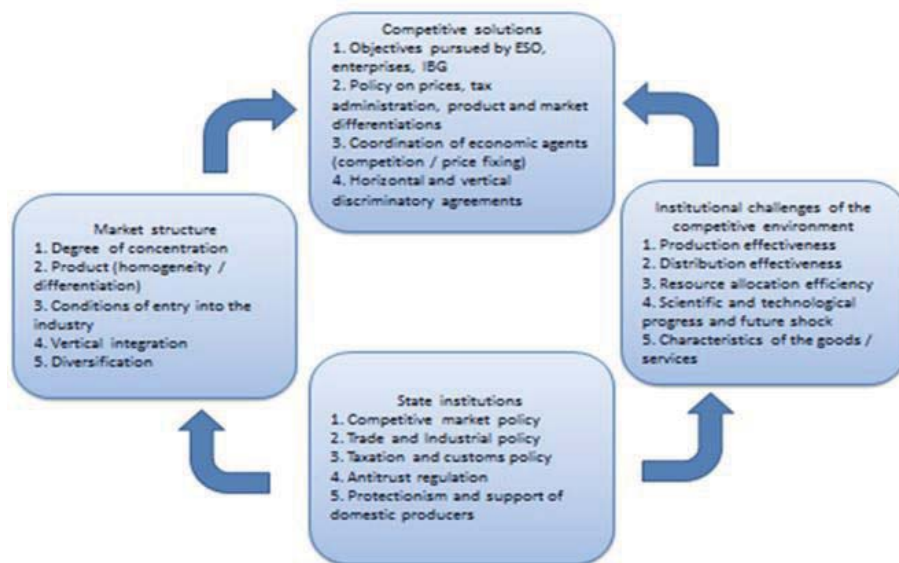 Competitive solutions
1. Objectives pursued by ESO,
enterprises, IBG
2. Policy on prices, tax
administration, product and market
differentiations
3. Coordination of economic agents
(competition / price fixing)
4. Horizontal and vertical
discriminatory agreements
Market structure
1. Degree of concentration
2. Product (homogeneity /
differentiation)
3. Conditions of entry into the
industry
4. Vertical integration
5. Diversification
Institutional challenges of the
competitive environment
1. Production effectiveness
2. Distribution effectiveness
3. Resource allocation efficiency
4. Scientific and technological
progress and future shock
5. Characteristics of the goods /
services
State institutions
1. Competitive market policy
2. Trade and Industrial policy
3. Taxation and customs policy
4. Antitrust regulation
5. Protectionism and support of
domestic producers